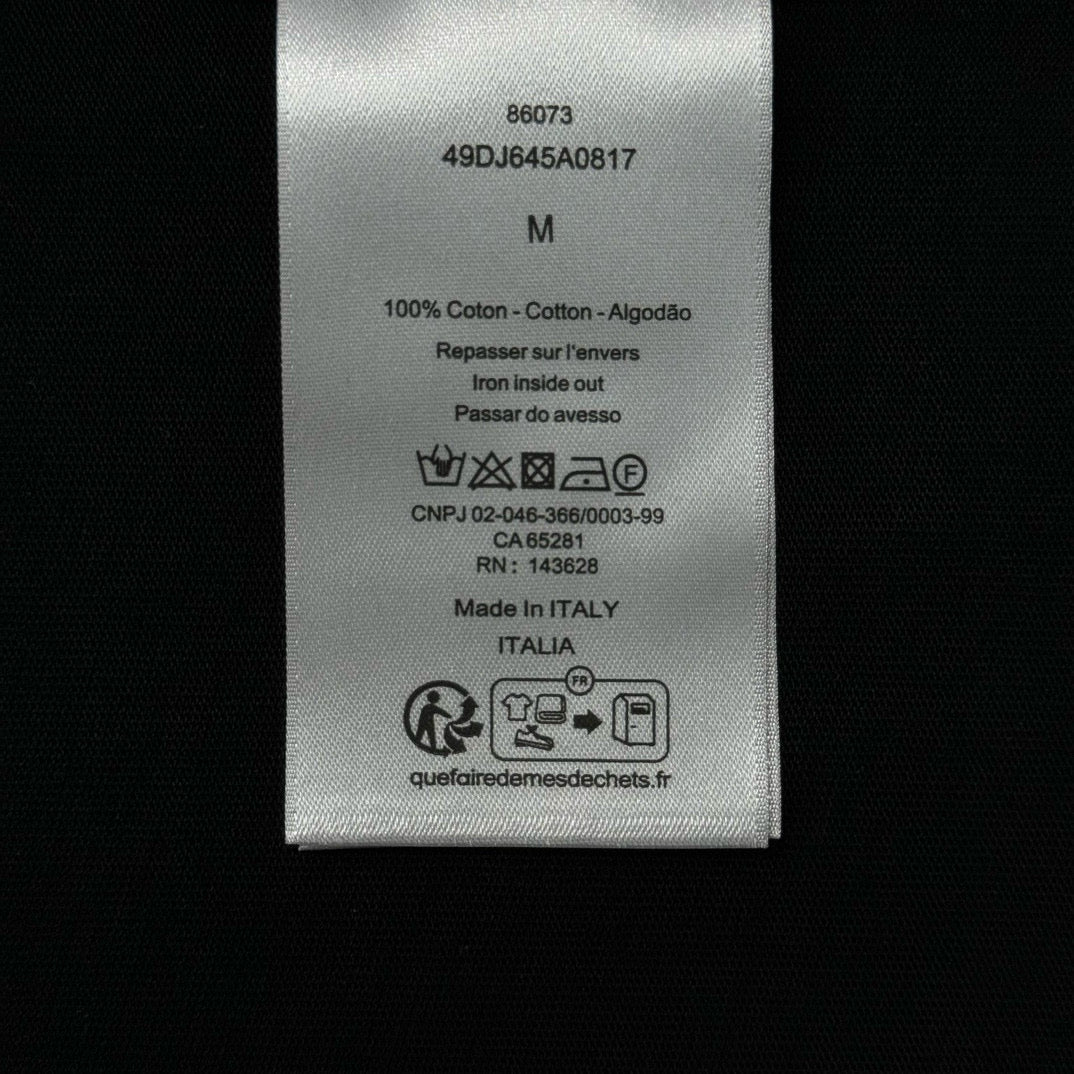 86073
49DJ645A0817
M
100% Coton - Cotton - Algodão
Repasser sur l'envers
Iron inside out
Passar do avesso
F
CNPJ 02-046-366/0003-99
CA 65281
RN : 143628
Made In ITALY
ITALIA
FR
quefairedemesdechets.fr